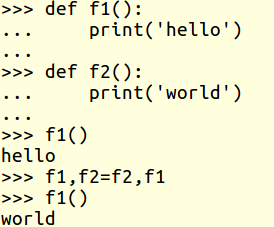 >>> def f1():
...     print('hello')
...
>>> def f2():
...     print('world')
...
>>> f1()
hello
>>> f1,f2=f2,f1
>>> f1()
world